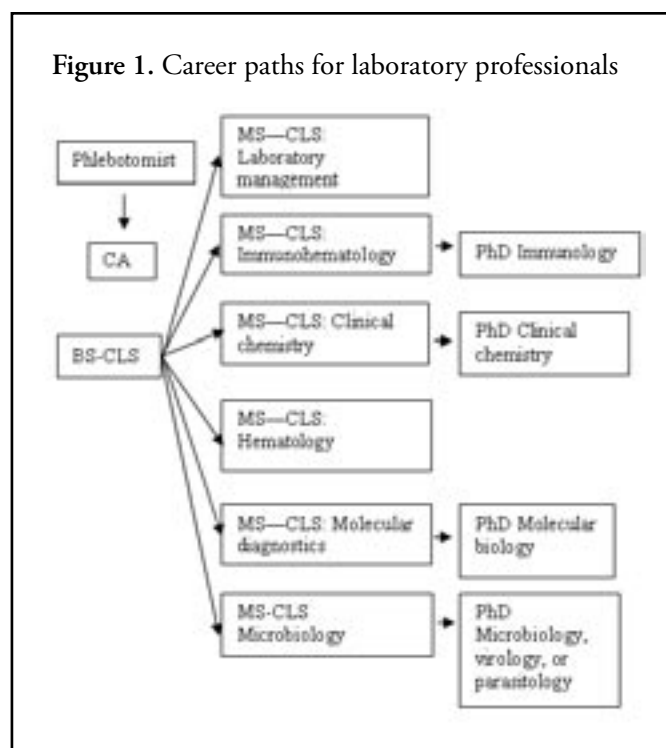 Figure 1. Career paths for laboratory professionals
Phlebotomist
CA
BS-CLS
MS—CLS:
Laboratory
management
MS—CLS:
Immunohematology
PhD Immunology
MS—CLS: Clinical
chemistry
PhD Clinical
chemistry
MS—CLS:
Hematology
MS—CLS: Molecular
diagnostics
PhD Molecular
biology
MS-CLS
Microbiology
PhD
Microbiology,
virology, or
parasitology